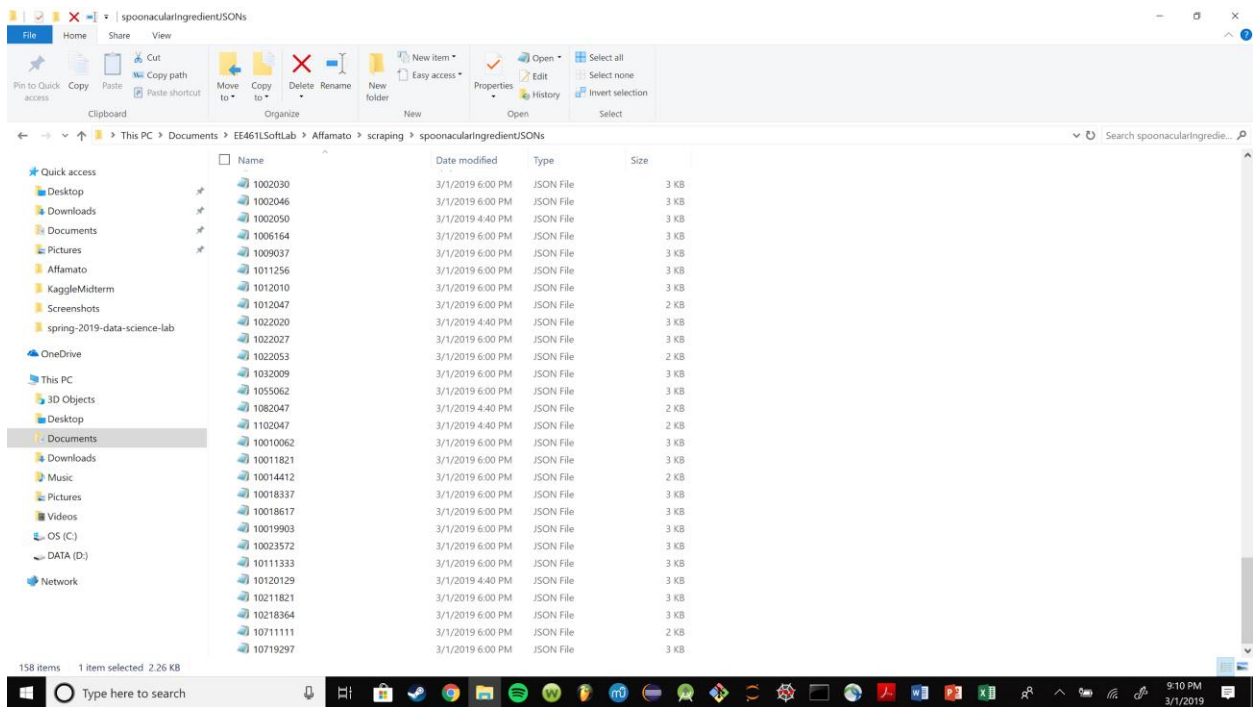 spoonacularIngredientJSONs
File Home Share View
Pin to Quick access
Copy
Paste
Cut
Copy path
Paste shortcut
Clipboard
Move to
Copy to
Delete
Rename
Organize
New folder
New item
Easy access
New
Properties
Open
Edit
History
Open
Select all
Select none
Invert selection
Select
This PC > Documents > EE461LSoftLab > Affamato > scraping > spoonacularIngredientJSONs
Search spoonacularIngredie...
Quick access
Desktop
Downloads
Documents
Pictures
Affamato
KaggleMidterm
Screenshots
spring-2019-data-science-lab
OneDrive
This PC
3D Objects
Desktop
Documents
Downloads
Music
Pictures
Videos
OS (C:)
DATA (D:)
Network
Name Date modified Type Size
1002030 3/1/2019 6:00 PM JSON File 3 KB
1002046 3/1/2019 6:00 PM JSON File 3 KB
1002050 3/1/2019 4:40 PM JSON File 3 KB
1006164 3/1/2019 6:00 PM JSON File 3 KB
1009037 3/1/2019 6:00 PM JSON File 3 KB
1011256 3/1/2019 6:00 PM JSON File 3 KB
1012010 3/1/2019 6:00 PM JSON File 3 KB
1012047 3/1/2019 6:00 PM JSON File 2 KB
1022020 3/1/2019 4:40 PM JSON File 3 KB
1022027 3/1/2019 6:00 PM JSON File 3 KB
1022053 3/1/2019 6:00 PM JSON File 2 KB
1032009 3/1/2019 6:00 PM JSON File 3 KB
1055062 3/1/2019 6:00 PM JSON File 3 KB
1082047 3/1/2019 4:40 PM JSON File 2 KB
1102047 3/1/2019 4:40 PM JSON File 2 KB
10010062 3/1/2019 6:00 PM JSON File 3 KB
10011821 3/1/2019 6:00 PM JSON File 3 KB
10014412 3/1/2019 6:00 PM JSON File 2 KB
10018337 3/1/2019 6:00 PM JSON File 3 KB
10018617 3/1/2019 6:00 PM JSON File 3 KB
10019903 3/1/2019 6:00 PM JSON File 3 KB
10023572 3/1/2019 6:00 PM JSON File 3 KB
10111333 3/1/2019 6:00 PM JSON File 3 KB
10120129 3/1/2019 4:40 PM JSON File 3 KB
10211821 3/1/2019 6:00 PM JSON File 3 KB
10218364 3/1/2019 6:00 PM JSON File 3 KB
10711111 3/1/2019 6:00 PM JSON File 2 KB
10719297 3/1/2019 6:00 PM JSON File 3 KB
158 items 1 item selected 2.26 KB
Type here to search
9:10 PM
3/1/2019